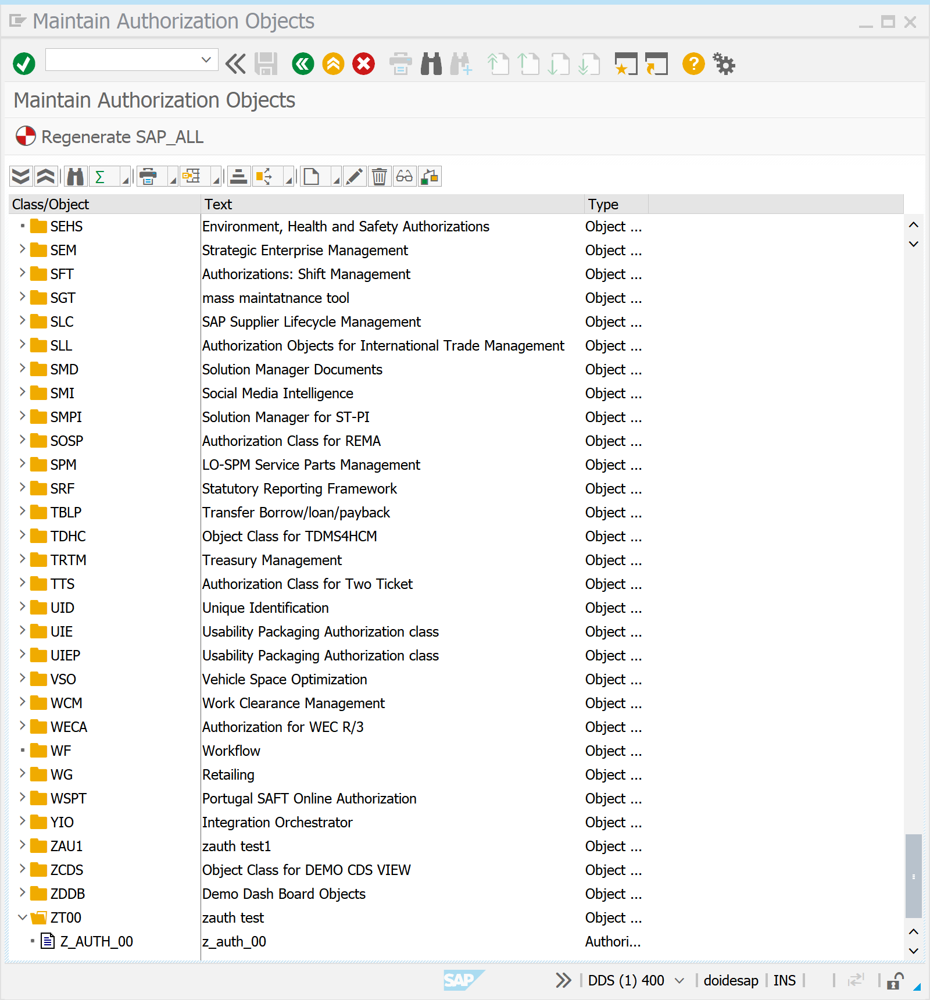 Maintain Authorization Objects
Maintain Authorization Objects
Regenerate SAP_ALL
Class/Object Text Type
SEHS Environment, Health and Safety Authorizations Object ...
SEM Strategic Enterprise Management Object ...
SFT Authorizations: Shift Management Object ...
SGT mass maintatnance tool Object ...
SLC SAP Supplier Lifecycle Management Object ...
SLL Authorization Objects for International Trade Management Object ...
SMD Solution Manager Documents Object ...
SMI Social Media Intelligence Object ...
SMPI Solution Manager for ST-PI Object ...
SOSP Authorization Class for REMA Object ...
SPM LO-SPM Service Parts Management Object ...
SRF Statutory Reporting Framework Object ...
TBLP Transfer Borrow/loan/payback Object ...
TDHC Object Class for TDMS4HCM Object ...
TRTM Treasury Management Object ...
TTS Authorization Class for Two Ticket Object ...
UID Unique Identification Object ...
UIE Usability Packaging Authorization class Object ...
UIEP Usability Packaging Authorization class Object ...
VSO Vehicle Space Optimization Object ...
WCM Work Clearance Management Object ...
WECA Authorization for WEC R/3 Object ...
WF Workflow Object ...
WG Retailing Object ...
WSPT Portugal SAFT Online Authorization Object ...
YIO Integration Orchestrator Object ...
ZAU1 zauth test1 Object ...
ZCDS Object Class for DEMO CDS VIEW Object ...
ZDDB Demo Dash Board Objects Object ...
ZT00 zauth test Object ...
Z_AUTH_00 z_auth_00 Authori...
SAP DDS (1) 400 doidesap INS